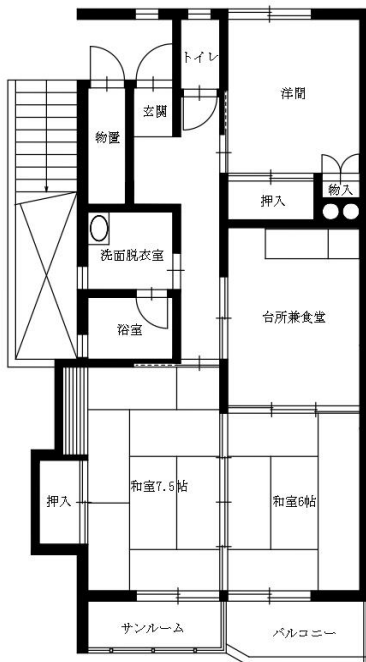 トイレ
洋間
玄関
物置
物入
押入
洗面脱衣室
台所兼食堂
浴室
和室7.5帖
和室6帖
押入
サンルーム
バルコニー